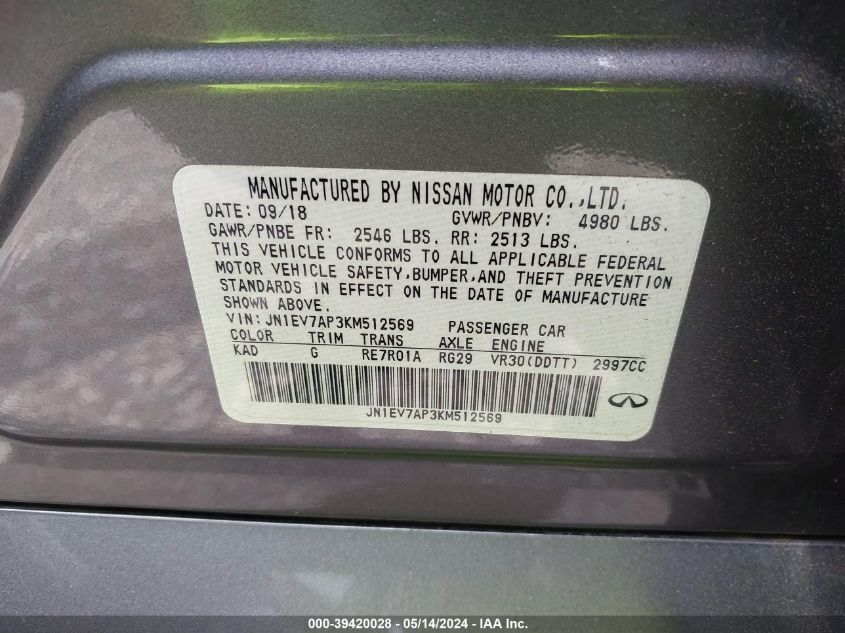 MANUFACTURED BY NISSAN MOTOR CO.,LTD.
DATE: 09/18 GVWR/PNBV: 4980 LBS.
GAWR/PNBE FR: 2546 LBS. RR: 2513 LBS.
THIS VEHICLE CONFORMS TO ALL APPLICABLE FEDERAL
MOTOR VEHICLE SAFETY,BUMPER,AND THEFT PREVENTION
STANDARDS IN EFFECT ON THE DATE OF MANUFACTURE
SHOWN ABOVE.
VIN:JN1EV7AP3KM512569 PASSENGER CAR
COLOR TRIM TRANS AXLE ENGINE
KAD G RE7R01A RG29 VR30(DDTT) 2997CC
JN1EV7AP3KM512569
000-39420028 - 05/14/2024 - IAA Inc.